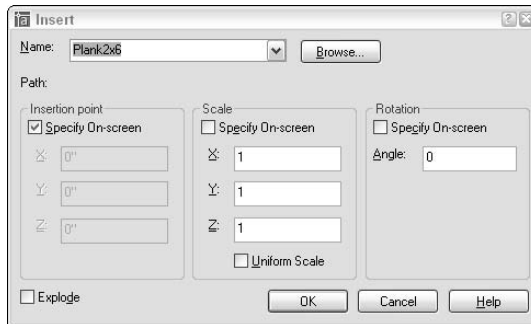 Insert
Name: Plank2x6 Browse...
Path:
Insertion point Scale Rotation
Specify On-screen Specify On-screen Specify On-screen
X: 0" X: 1 Angle: 0
Y: 0" Y: 1
Z: 0" Z: 1
Uniform Scale
Explode OK Cancel Help